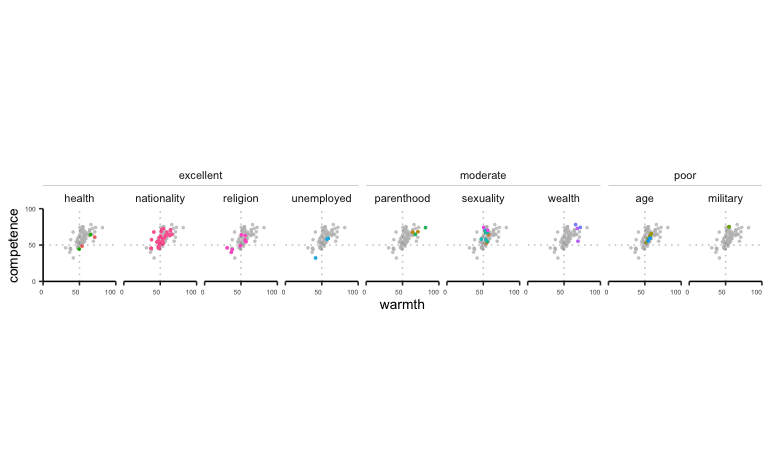 excellent moderate poor
health nationality religion unemployed parenthood sexuality wealth age military
competence
100
50
0
0 50 100 0 50 100 0 50 100 0 50 100 0 50 100 0 50 100 0 50 100 0 50 100 0 50 100
warmth